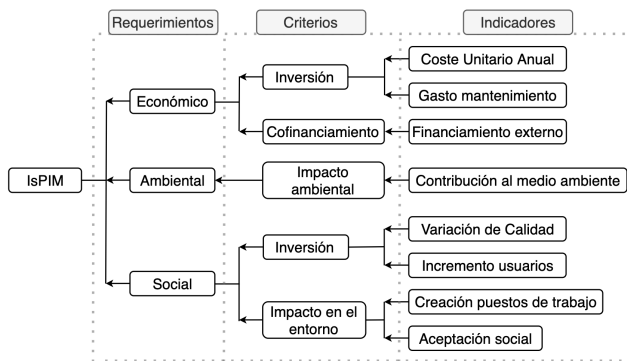 Requerimientos
Criterios
Indicadores
Coste Unitario Anual
Inversión
Económico
Gasto mantenimiento
Cofinanciamiento
Financiamiento externo
IsPIM
Ambiental
Impacto
ambiental
Contribución al medio ambiente
Variación de Calidad
Inversión
Incremento usuarios
Social
Creación puestos de trabajo
Impacto en el
entorno
Aceptación social